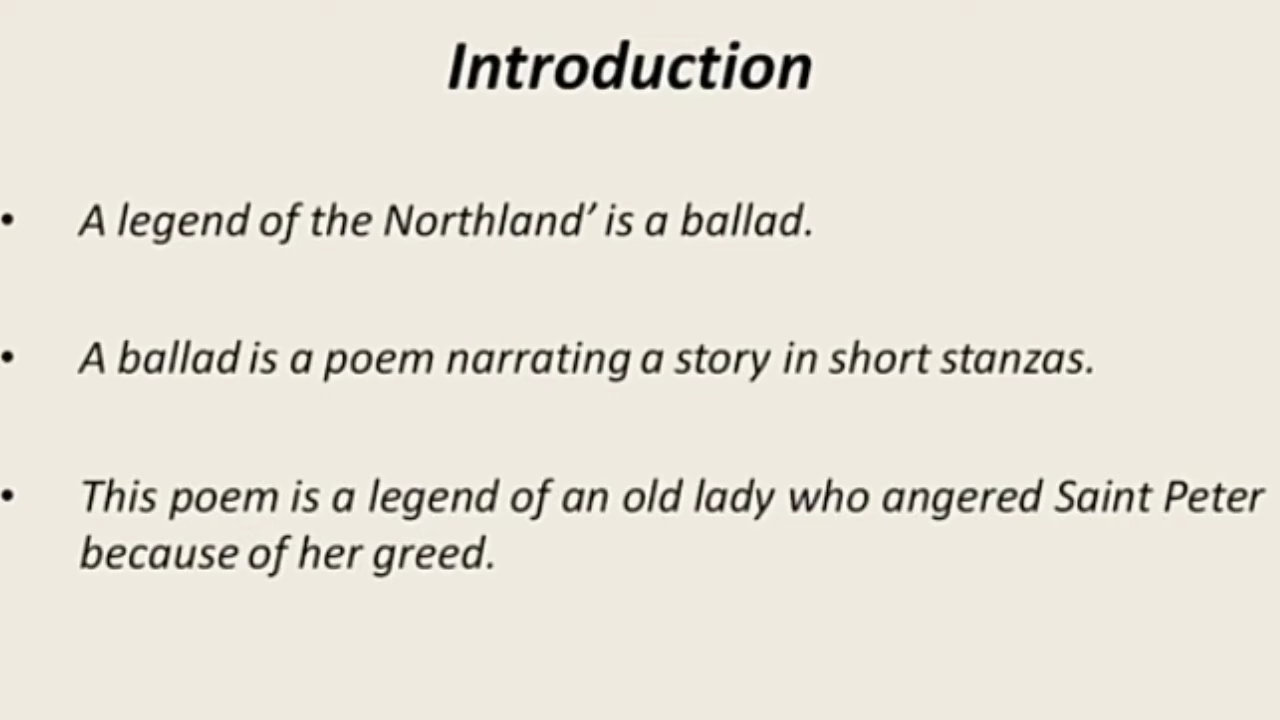 Introduction
• A legend of the Northland’ is a ballad.
• A ballad is a poem narrating a story in short stanzas.
• This poem is a legend of an old lady who angered Saint Peter
because of her greed.